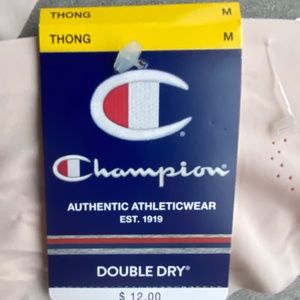 THONG M
THONG M
Champion
AUTHENTIC ATHLETICWEAR
EST. 1919
DOUBLE DRY®
$ 12.00